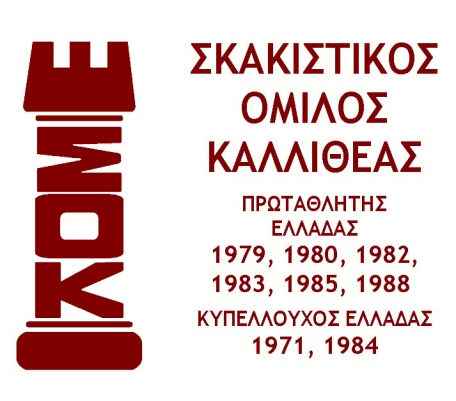 ΣΟΚ
ΣΚΑΚΙΣΤΙΚΟΣ
ΟΜΙΛΟΣ
ΚΑΛΛΙΘΕΑΣ
ΠΡΩΤΑΘΛΗΤΗΣ
ΕΛΛΑΔΑΣ
1979, 1980, 1982,
1983, 1985, 1988
ΚΥΠΕΛΛΟΥΧΟΣ ΕΛΛΑΔΑΣ
1971, 1984